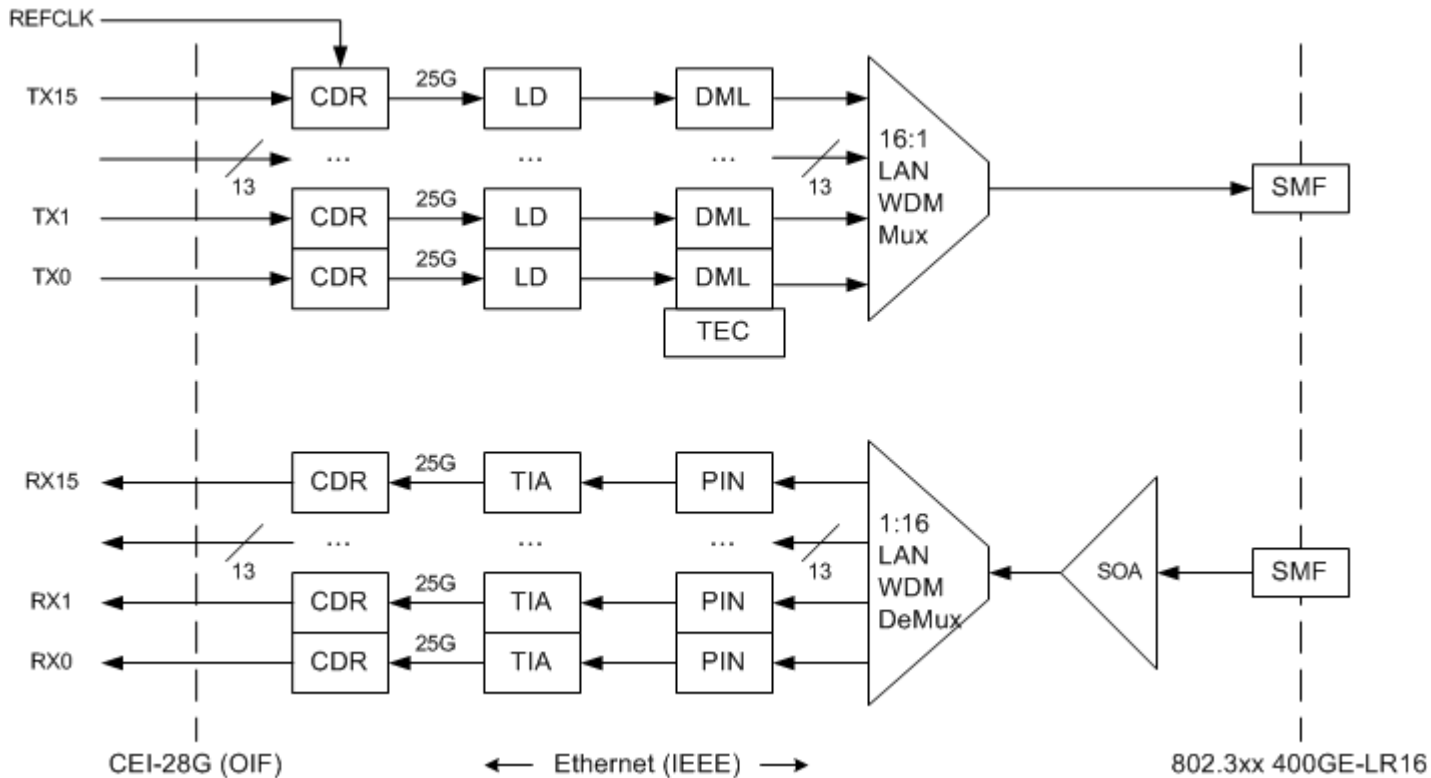 REFCLK
TX15
CDR
25G
LD
DML
13
...
...
...
13
TX1
CDR
25G
LD
DML
TX0
CDR
25G
LD
DML
TEC
16:1
LAN
WDM
Mux
SMF
RX15
CDR
25G
TIA
PIN
13
...
...
...
13
RX1
CDR
25G
TIA
PIN
RX0
CDR
25G
TIA
PIN
1:16
LAN
WDM
DeMux
SOA
SMF
CEI-28G (OIF)
Ethernet (IEEE)
802.3xx 400GE-LR16